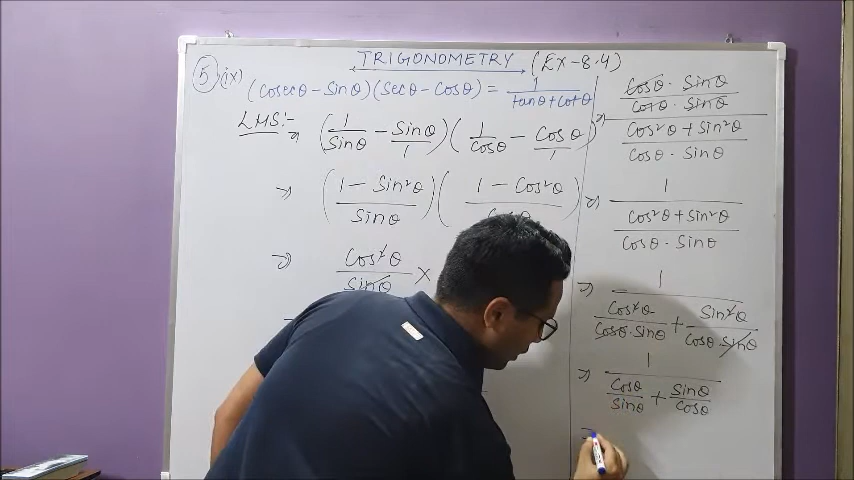 TRIGONOMETRY (EX-8.4)
5 ix) (cosecθ - sinθ)(secθ - cosθ) = 1/(tanθ + cotθ)
LHS:-
⇒ (1/Sinθ - Sinθ/1)(1/Cosθ - Cosθ/1)
⇒ ((1 - Sin²θ)/Sinθ)((1 - Cos²θ)/
⇒ Cos²θ/Sinθ ×
⇒ (Cosθ · Sinθ)/(Cosθ · Sinθ) / (Cos²θ + Sin²θ)/(Cosθ · Sinθ)
⇒ 1 / (Cos²θ + Sin²θ)/(Cosθ · Sinθ)
⇒ 1 / (Cos²θ/(Cosθ · Sinθ) + Sin²θ/(Cosθ · Sinθ))
⇒ 1 / (Cosθ/Sinθ + Sinθ/Cosθ)